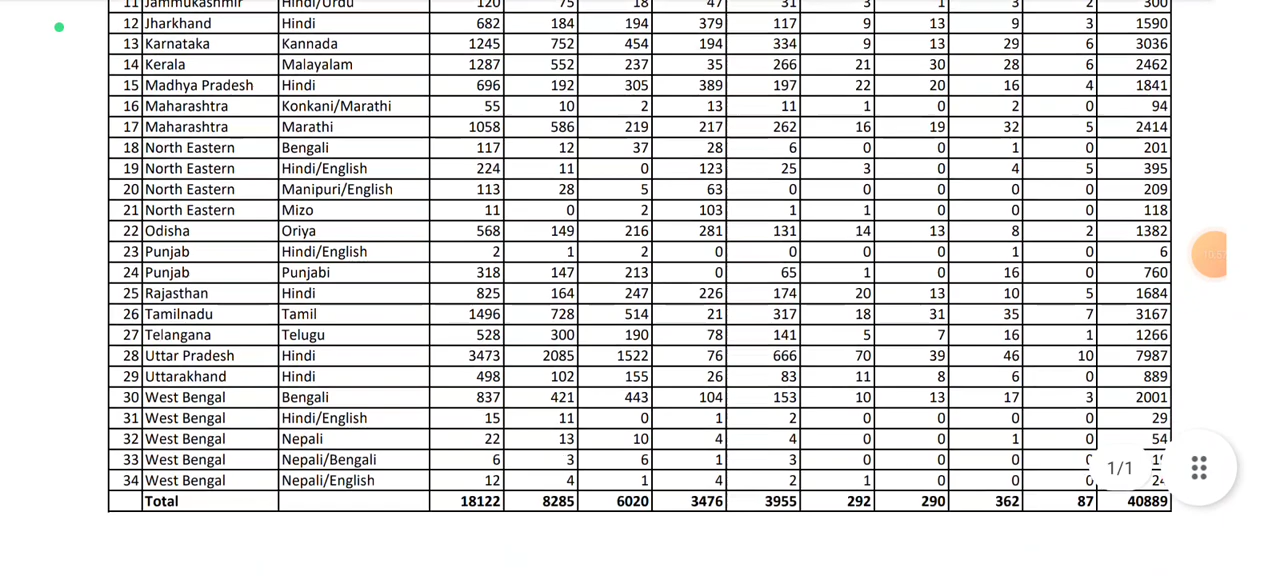 11 Jammukashmir Hindi/Urdu 120 75 18 47 31 3 1 3 2 300
12 Jharkhand Hindi 682 184 194 379 117 9 13 9 3 1590
13 Karnataka Kannada 1245 752 454 194 334 9 13 29 6 3036
14 Kerala Malayalam 1287 552 237 35 266 21 30 28 6 2462
15 Madhya Pradesh Hindi 696 192 305 389 197 22 20 16 4 1841
16 Maharashtra Konkani/Marathi 55 10 2 13 11 1 0 2 0 94
17 Maharashtra Marathi 1058 586 219 217 262 16 19 32 5 2414
18 North Eastern Bengali 117 12 37 28 6 0 0 1 0 201
19 North Eastern Hindi/English 224 11 0 123 25 3 0 4 5 395
20 North Eastern Manipuri/English 113 28 5 63 0 0 0 0 0 209
21 North Eastern Mizo 11 0 2 103 1 1 0 0 0 118
22 Odisha Oriya 568 149 216 281 131 14 13 8 2 1382
23 Punjab Hindi/English 2 1 2 0 0 0 0 1 0 6
24 Punjab Punjabi 318 147 213 0 65 1 0 16 0 760
25 Rajasthan Hindi 825 164 247 226 174 20 13 10 5 1684
26 Tamilnadu Tamil 1496 728 514 21 317 18 31 35 7 3167
27 Telangana Telugu 528 300 190 78 141 5 7 16 1 1266
28 Uttar Pradesh Hindi 3473 2085 1522 76 666 70 39 46 10 7987
29 Uttarakhand Hindi 498 102 155 26 83 11 8 6 0 889
30 West Bengal Bengali 837 421 443 104 153 10 13 17 3 2001
31 West Bengal Hindi/English 15 11 0 1 2 0 0 0 0 29
32 West Bengal Nepali 22 13 10 4 4 0 0 1 0 54
33 West Bengal Nepali/Bengali 6 3 6 1 3 0 0 0
1/1
34 West Bengal Nepali/English 12 4 1 4 2 1 0 0 0
Total 18122 8285 6020 3476 3955 292 290 362 87 40889